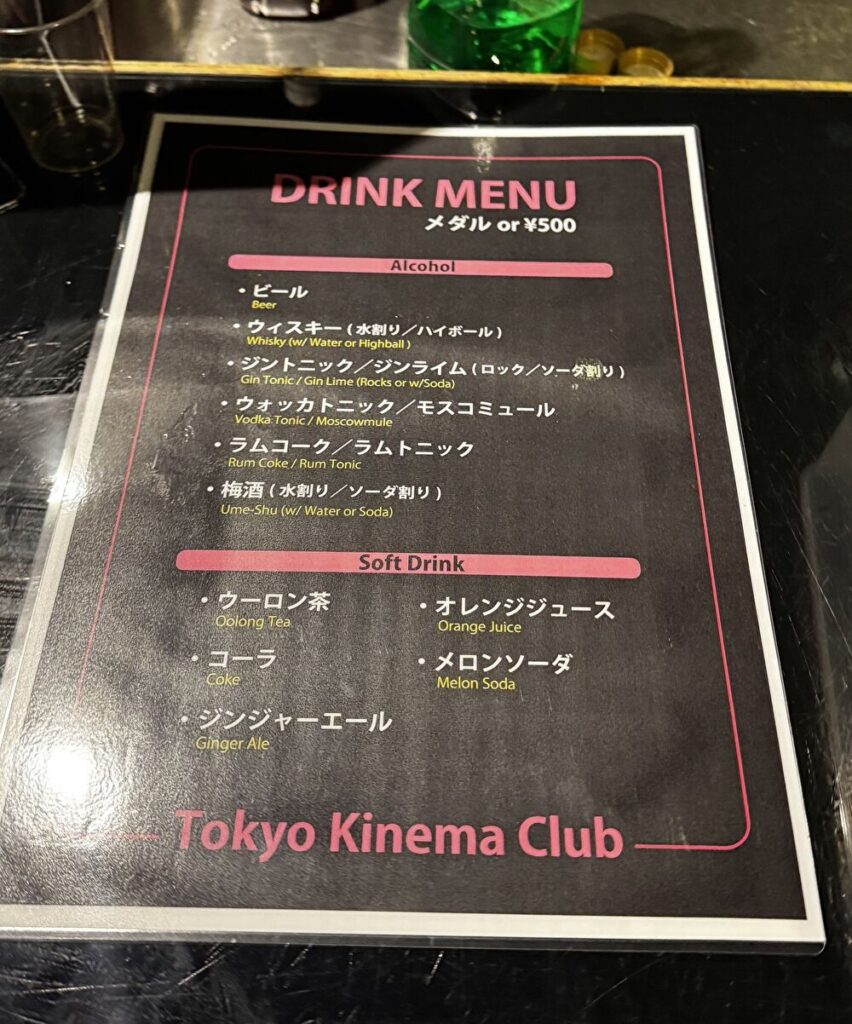 DRINK MENU
メダル or ¥500
Alcohol
・ビール
Beer
・ウィスキー ( 水割り／ハイボール )
Whisky (w/ Water or Highball )
・ジントニック／ジンライム ( ロック／ソーダ割り )
Gin Tonic / Gin Lime (Rocks or w/Soda)
・ウォッカトニック／モスコミュール
Vodka Tonic / Moscowmule
・ラムコーク／ラムトニック
Rum Coke / Rum Tonic
・梅酒 ( 水割り／ソーダ割り )
Ume-Shu (w/ Water or Soda)
Soft Drink
・ウーロン茶
Oolong Tea
・コーラ
Coke
・ジンジャーエール
Ginger Ale
・オレンジジュース
Orange Juice
・メロンソーダ
Melon Soda
Tokyo Kinema Club